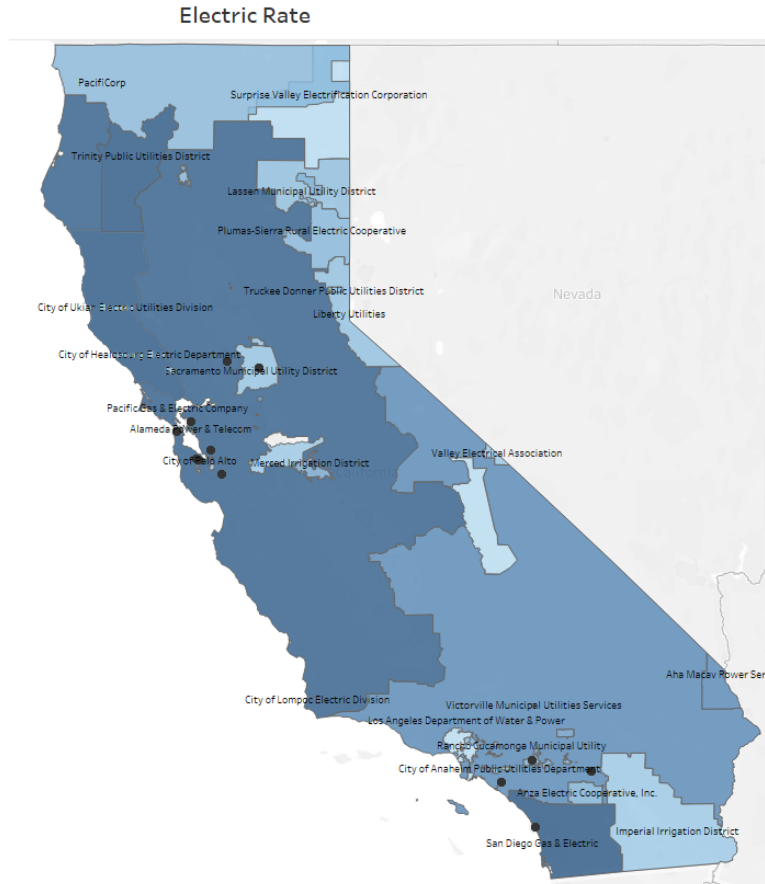 Electric Rate
PacifiCorp
Surprise Valley Electrification Corporation
Trinity Public Utilities District
Lassen Municipal Utility District
Plumas-Sierra Rural Electric Cooperative
Truckee Donner Public Utilities District
Nevada
City of Ukiah Electric Utilities Division
Liberty Utilities
City of Healdsburg Electric Department
Sacramento Municipal Utility District
Pacific Gas & Electric Company
Alameda Power & Telecom
Valley Electrical Association
City of Palo Alto
Merced Irrigation District
California
Aha Macav Power Ser
City of Lompoc Electric Division
Victorville Municipal Utilities Services
Los Angeles Department of Water & Power
Rancho Cucamonga Municipal Utility
City of Anaheim Public Utilities Department
Anza Electric Cooperative, Inc.
Imperial Irrigation District
San Diego Gas & Electric